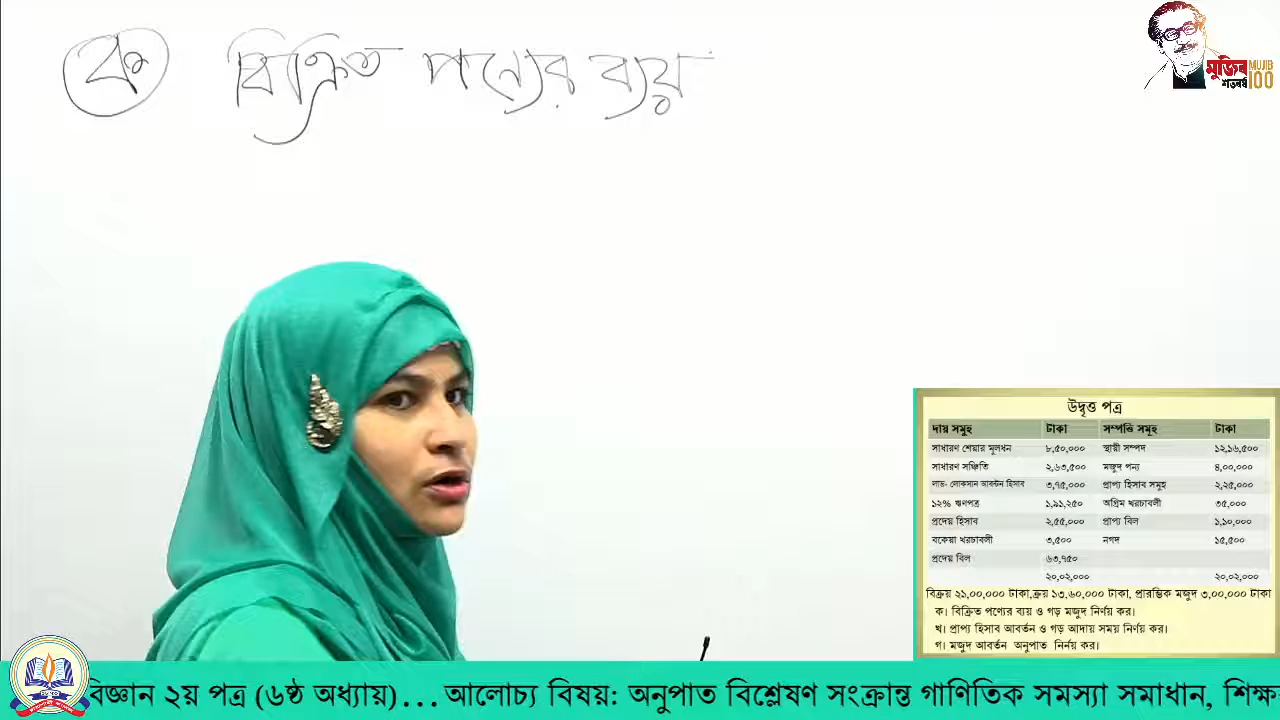 ক বিক্রিত পন্যের ব্যয়
মুজিব শতবর্ষ MUJIB 100
উদ্বৃত্ত পত্র
দায় সমুহ টাকা সম্পত্তি সমূহ টাকা
সাধারণ শেয়ার মূলধন ৮,৫০,০০০ স্থায়ী সম্পদ ১২,১৬,৫০০
সাধারণ সঞ্চিতি ২,৬৩,৫০০ মজুদ পন্য ৪,০০,০০০
লাভ- লোকসান আবন্টন হিসাব ৩,৭৫,০০০ প্রাপ্য হিসাব সমুহ ২,২৫,০০০
১২% ঋণপত্র ১,৯১,২৫০ অগ্রিম খরচাবলী ৩৫,০০০
প্রদেয় হিসাব ২,৫৫,০০০ প্রাপ্য বিল ১,১০,০০০
বকেয়া খরচাবলী ৩,৫০০ নগদ ১৫,৫০০
প্রদেয় বিল ৬৩,৭৫০
২০,০২,০০০ ২০,০২,০০০
বিক্রয় ২১,০০,০০০ টাকা,ক্রয় ১৩,৬০,০০০ টাকা, প্রারম্ভিক মজুদ ৩,০০,০০০ টাকা
ক। বিক্রিত পণ্যের ব্যয় ও গড় মজুদ নির্ণয় কর।
খ। প্রাপ্য হিসাব আবর্তন ও গড় আদায় সময় নির্ণয় কর।
গ। মজুদ আবর্তন অনুপাত নির্নয় কর।
বিজ্ঞান ২য় পত্র (৬ষ্ঠ অধ্যায়)... আলোচ্য বিষয়: অনুপাত বিশ্লেষণ সংক্রান্ত গাণিতিক সমস্যা সমাধান, শিক্ষ